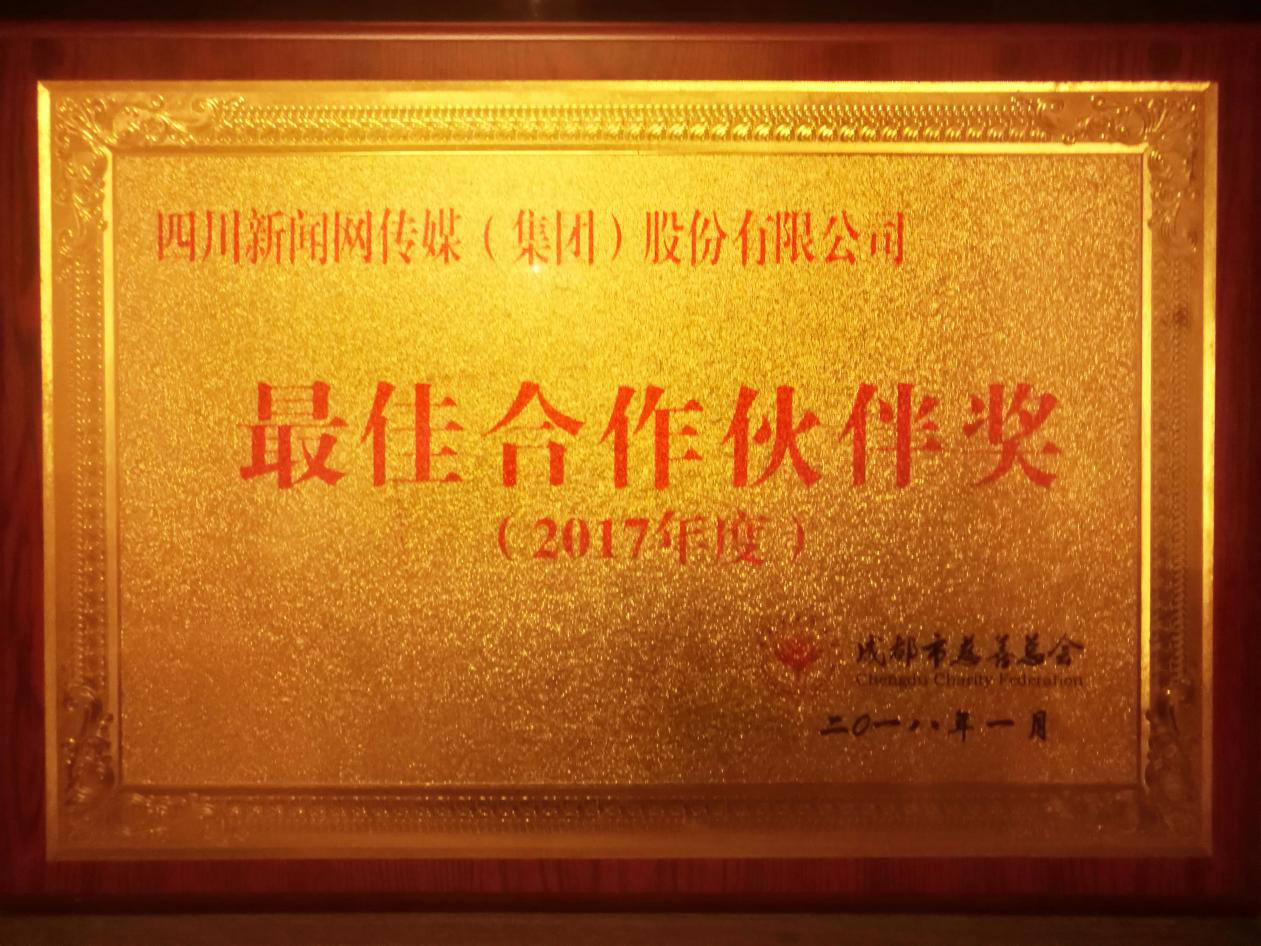 四川新闻网传媒（集团）股份有限公司
最佳合作伙伴奖
（2017年度）
成都市慈善总会
Chengdu Charity Federation
二〇一八年一月